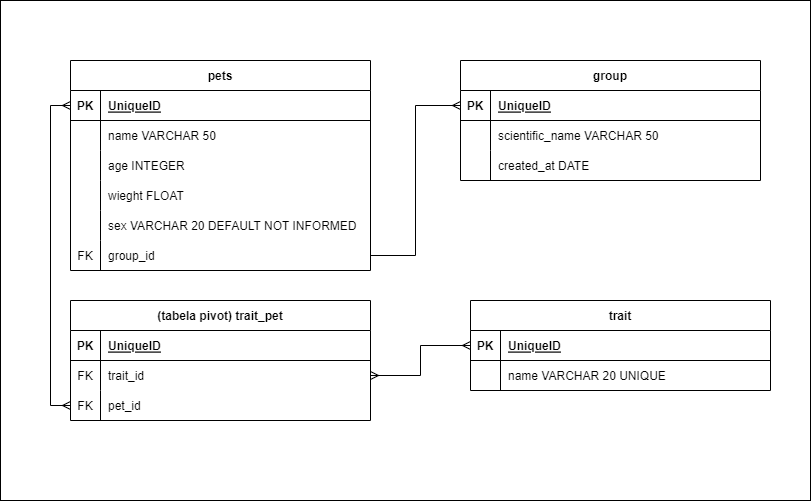 pets
PK UniqueID
name VARCHAR 50
age INTEGER
wieght FLOAT
sex VARCHAR 20 DEFAULT NOT INFORMED
FK group_id
group
PK UniqueID
scientific_name VARCHAR 50
created_at DATE
(tabela pivot) trait_pet
PK UniqueID
FK trait_id
FK pet_id
trait
PK UniqueID
name VARCHAR 20 UNIQUE